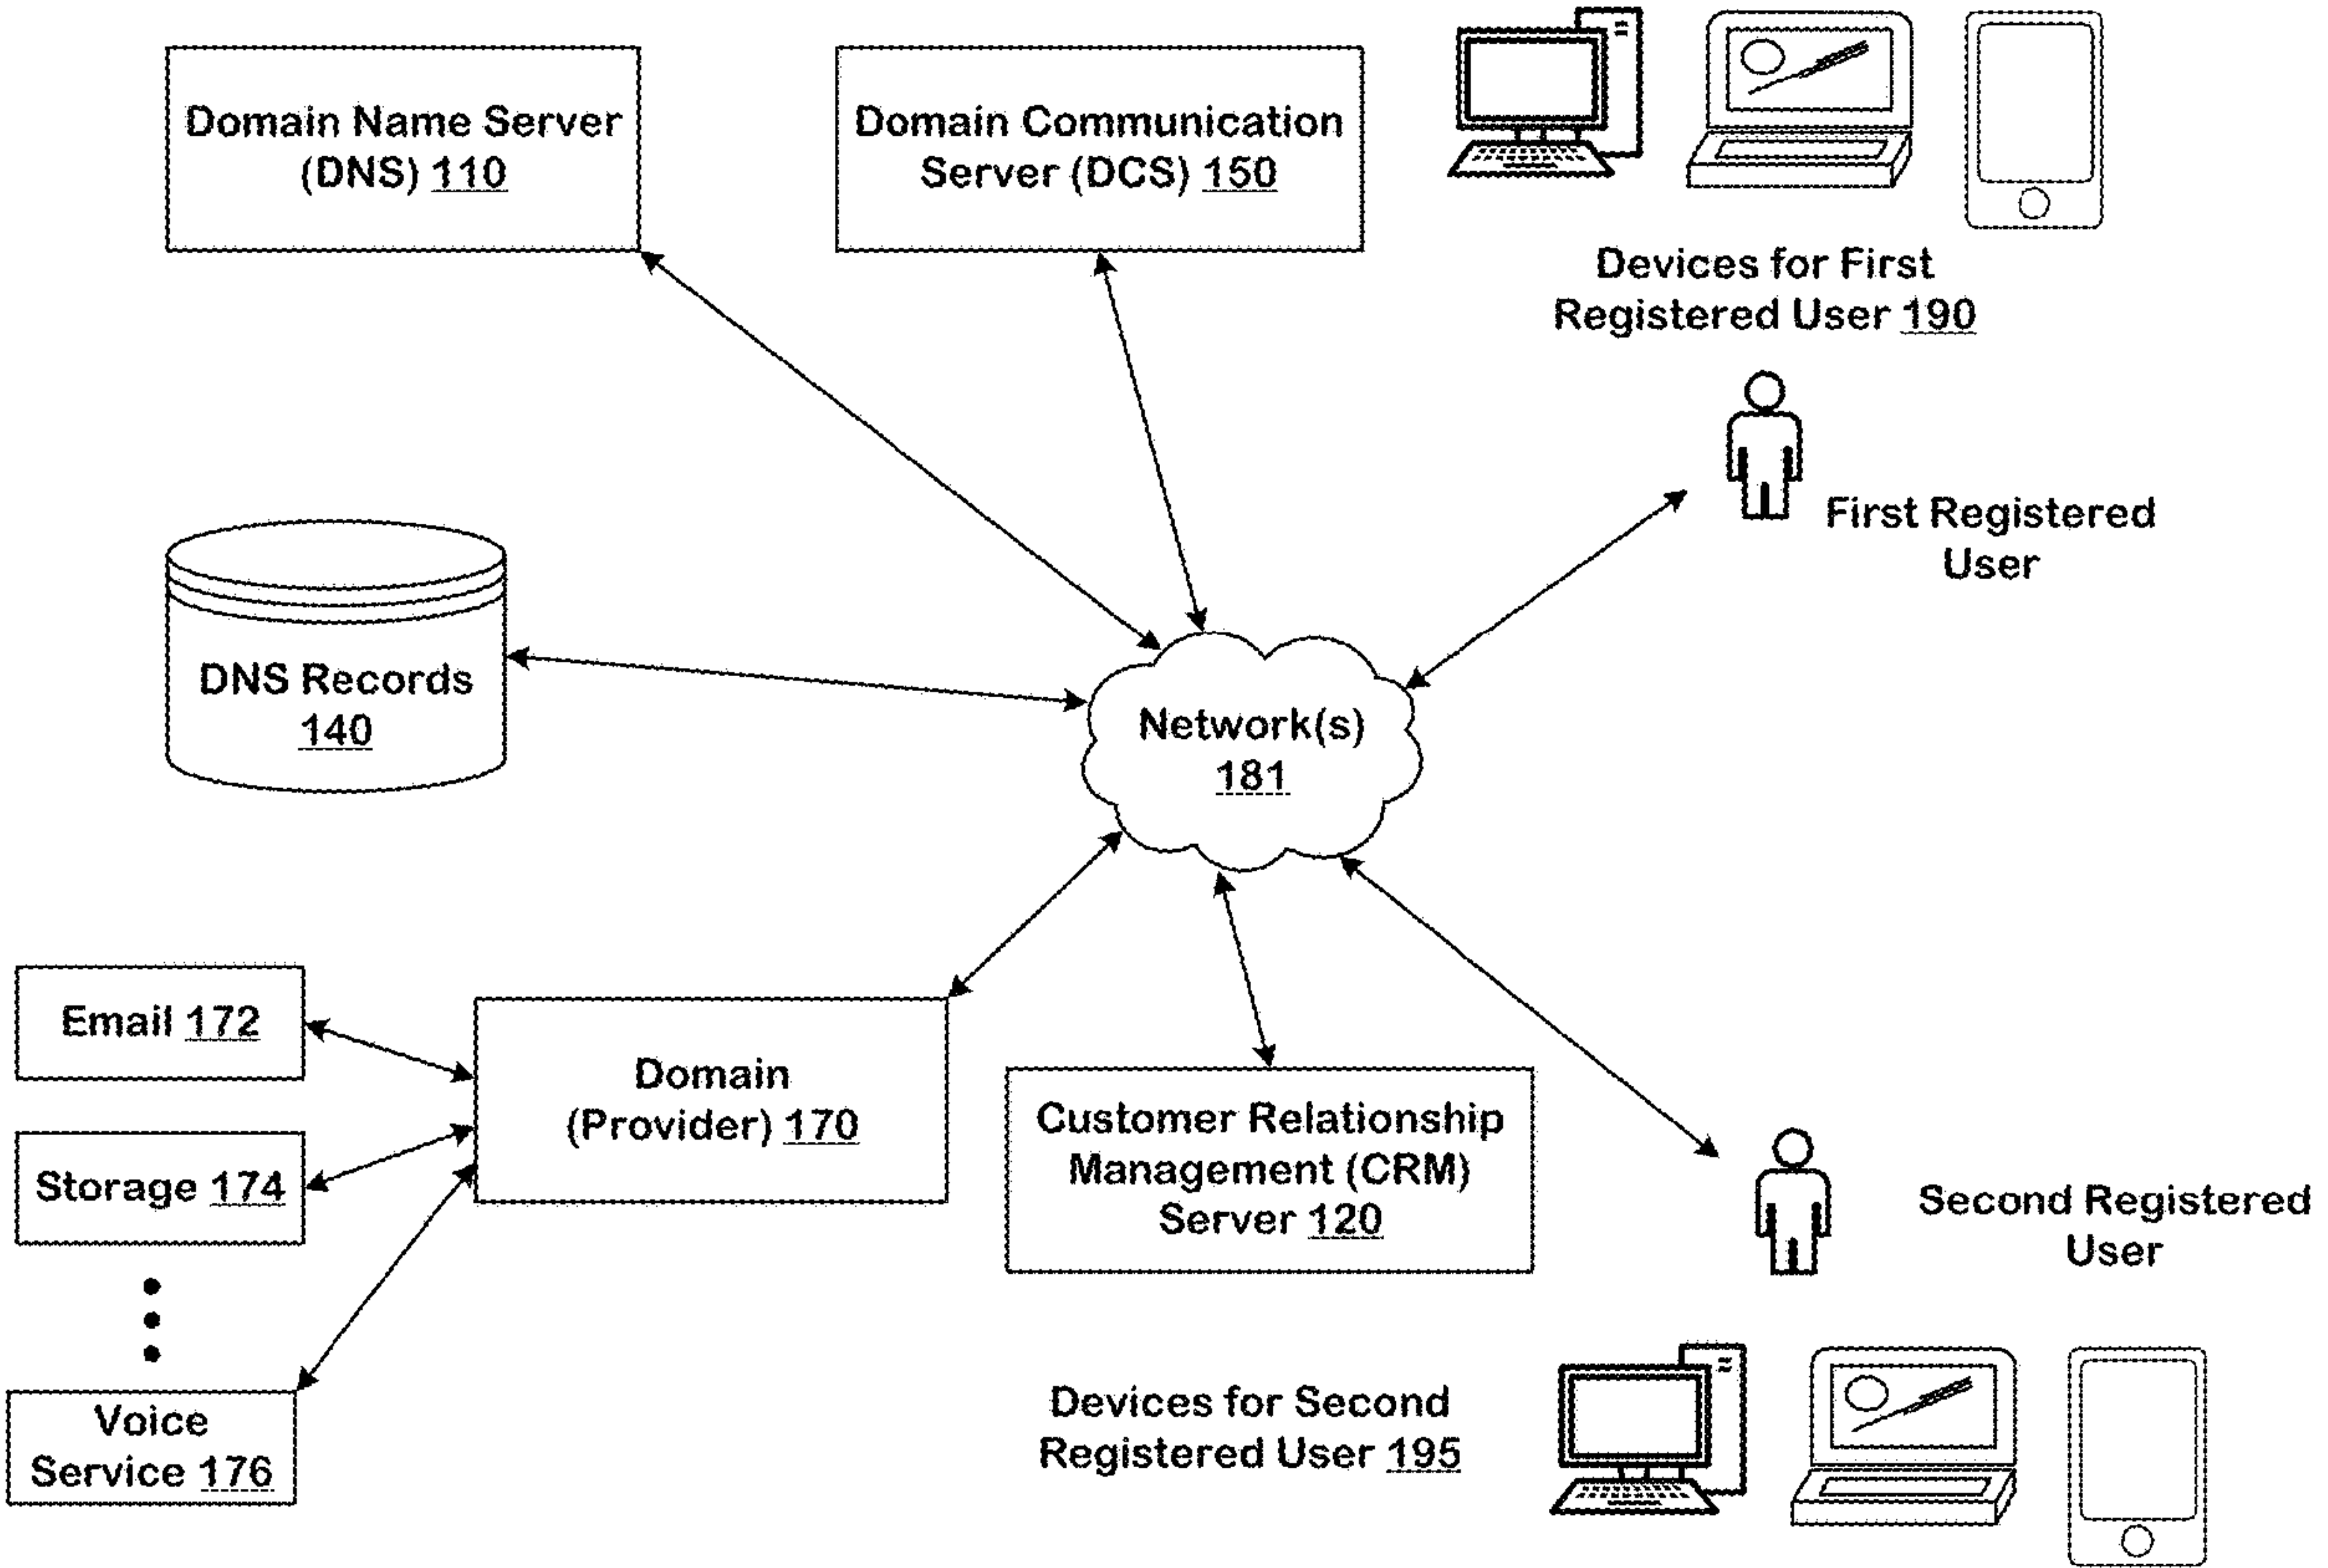 Domain Name Server
(DNS) 110
Domain Communication
Server (DCS) 150
Devices for First
Registered User 190
First Registered
User
DNS Records
140
Network(s)
181
Email 172
Storage 174
Voice
Service 176
Domain
(Provider) 170
Customer Relationship
Management (CRM)
Server 120
Second Registered
User
Devices for Second
Registered User 195